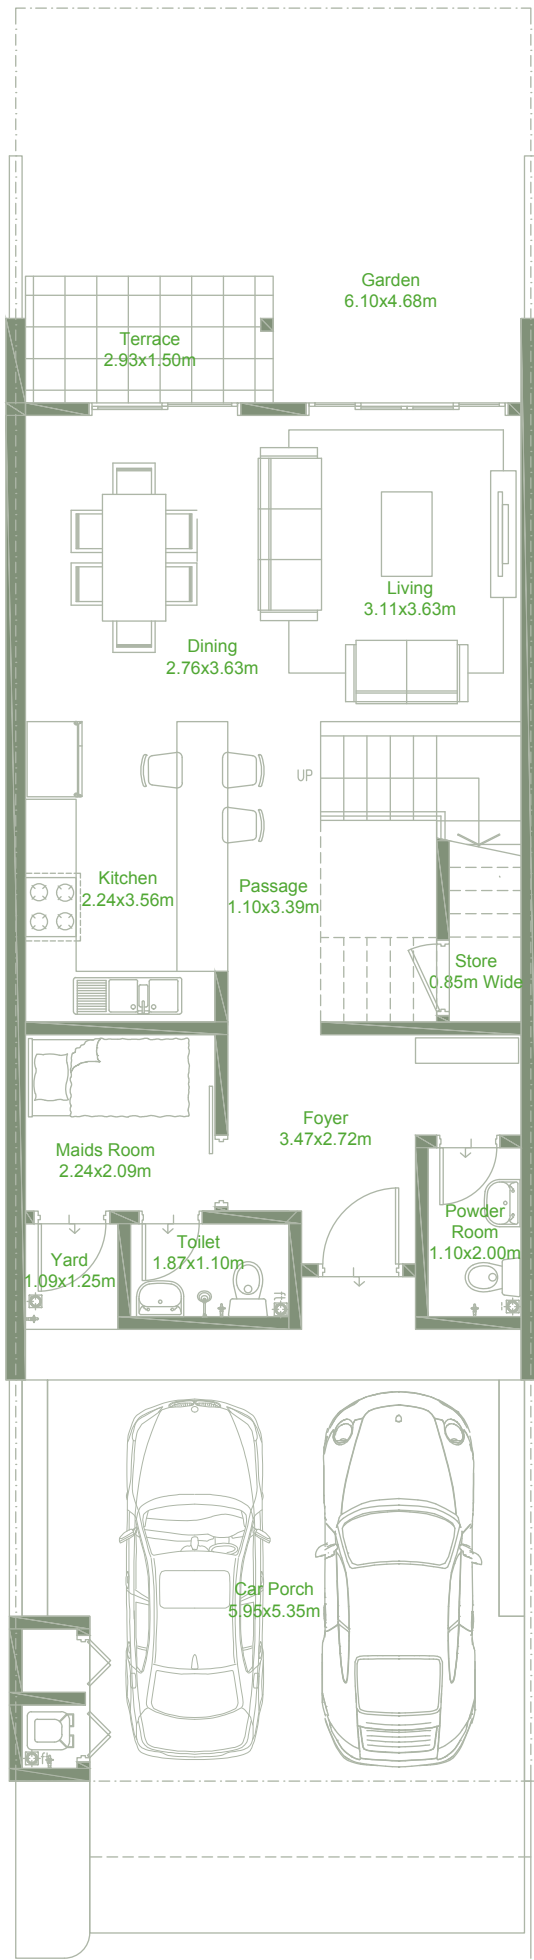 Garden
6.10x4.68m
Terrace
2.93x1.50m
Living
3.11x3.63m
Dining
2.76x3.63m
UP
Kitchen
2.24x3.56m
Passage
1.10x3.39m
Store
0.85m Wide
Foyer
3.47x2.72m
Maids Room
2.24x2.09m
Powder
Room
1.10x2.00m
Toilet
1.87x1.10m
Yard
1.09x1.25m
Car Porch
5.95x5.35m